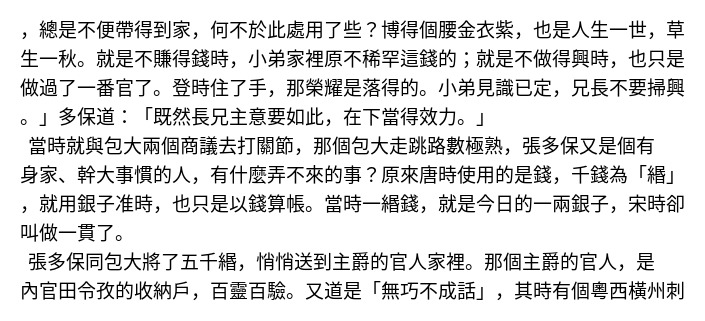 ，總是不便帶得到家，何不於此處用了些？博得個腰金衣紫，也是人生一世，草
生一秋。就是不賺得錢時，小弟家裡原不稀罕這錢的；就是不做得興時，也只是
做過了一番官了。登時住了手，那榮耀是落得的。小弟見識已定，兄長不要掃興
。」多保道：「既然長兄主意要如此，在下當得效力。」
當時就與包大兩個商議去打關節，那個包大走跳路數極熟，張多保又是個有
身家、幹大事慣的人，有什麼弄不來的事？原來唐時使用的是錢，千錢為「緡」
，就用銀子准時，也只是以錢算帳。當時一緡錢，就是今日的一兩銀子，宋時卻
叫做一貫了。
張多保同包大將了五千緡，悄悄送到主爵的官人家裡。那個主爵的官人，是
內官田令孜的收納戶，百靈百驗。又道是「無巧不成話」，其時有個粵西橫州刺